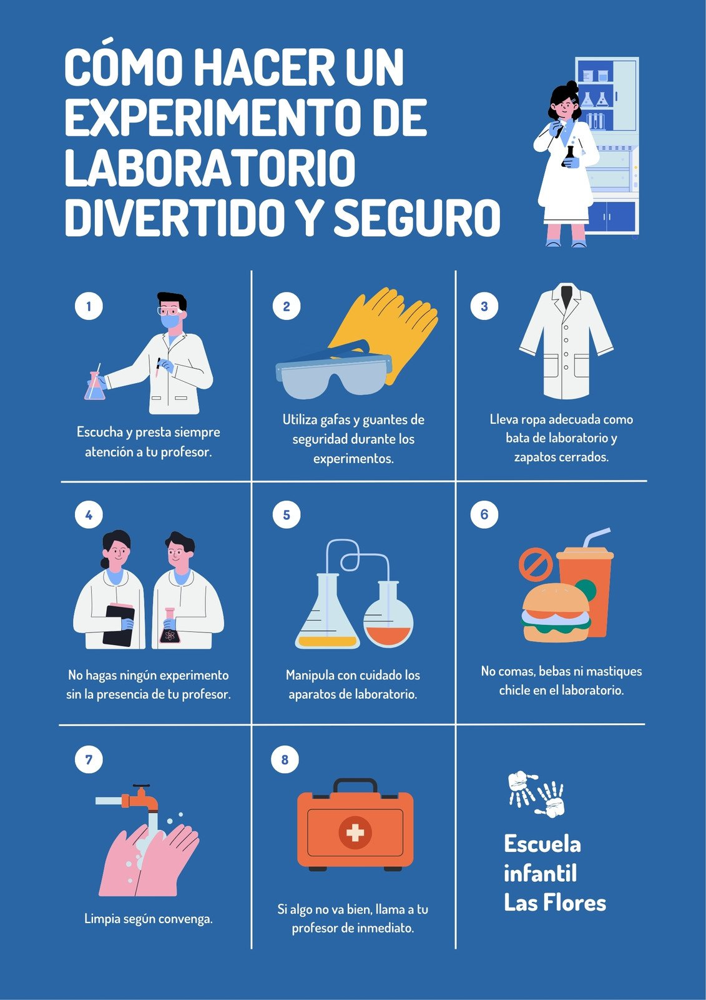 CÓMO HACER UN
EXPERIMENTO DE
LABORATORIO
DIVERTIDO Y SEGURO
1
Escucha y presta siempre
atención a tu profesor.
2
Utiliza gafas y guantes de
seguridad durante los
experimentos.
3
Lleva ropa adecuada como
bata de laboratorio y
zapatos cerrados.
4
No hagas ningún experimento
sin la presencia de tu profesor.
5
Manipula con cuidado los
aparatos de laboratorio.
6
No comas, bebas ni mastiques
chicle en el laboratorio.
7
Limpia según convenga.
8
Si algo no va bien, llama a tu
profesor de inmediato.
Escuela
infantil
Las Flores